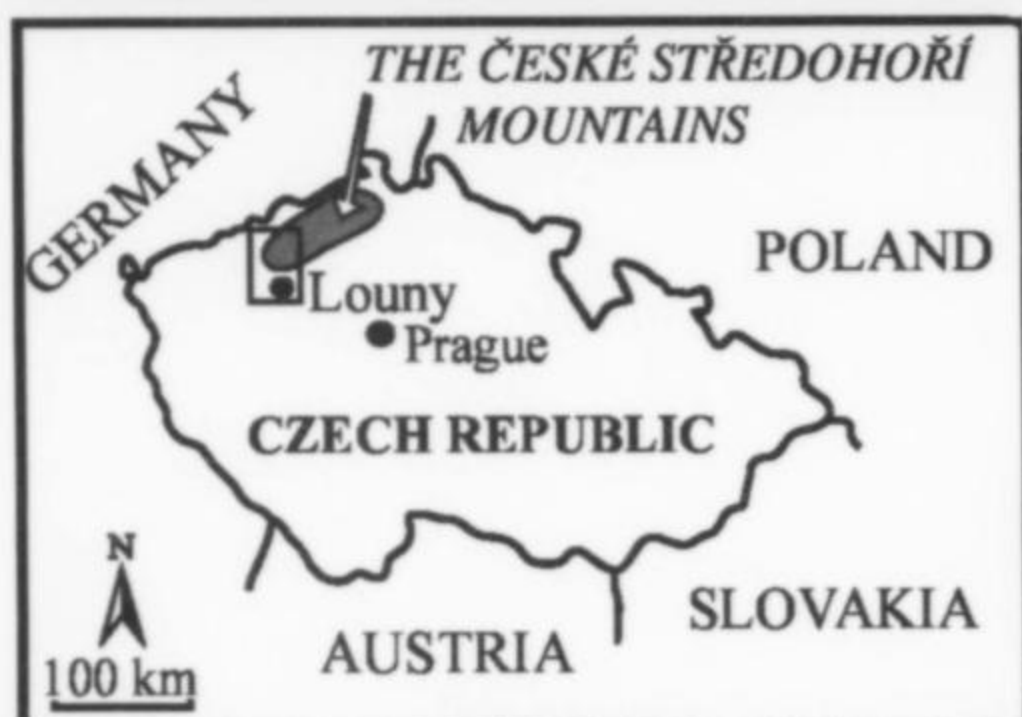 THE ČESKÉ STŘEDOHOŘÍ
MOUNTAINS
GERMANY
POLAND
Louny
Prague
CZECH REPUBLIC
N
SLOVAKIA
AUSTRIA
100 km